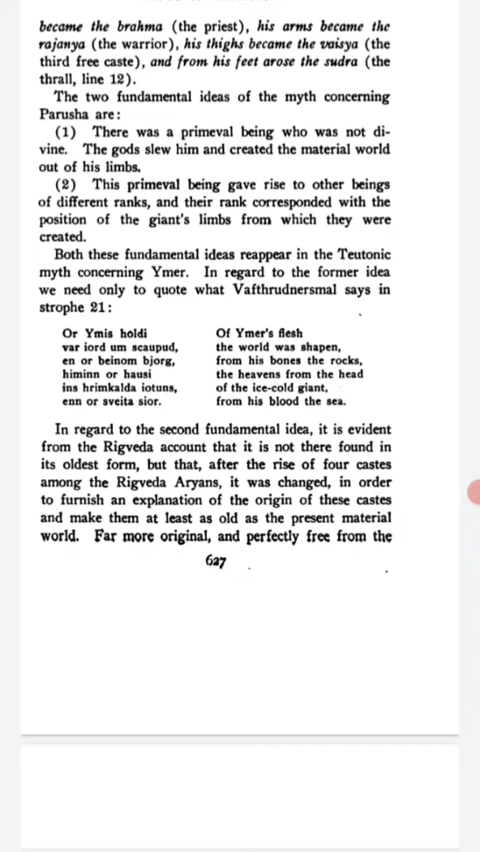 became the brahma (the priest), his arms became the
rajanya (the warrior), his thighs became the vaisya (the
third free caste), and from his feet arose the sudra (the
thrall, line 12).
The two fundamental ideas of the myth concerning
Parusha are:
(1) There was a primeval being who was not di-
vine. The gods slew him and created the material world
out of his limbs.
(2) This primeval being gave rise to other beings
of different ranks, and their rank corresponded with the
position of the giant's limbs from which they were
created.
Both these fundamental ideas reappear in the Teutonic
myth concerning Ymer. In regard to the former idea
we need only to quote what Vafthrudnersmal says in
strophe 21:
Or Ymis holdi
var iord um scaupud,
en or beinom bjorg,
himinn or hausi
ins hrimkalda iotuns,
enn or sveita sior.
Of Ymer's flesh
the world was shapen,
from his bones the rocks,
the heavens from the head
of the ice-cold giant,
from his blood the sea.
In regard to the second fundamental idea, it is evident
from the Rigveda account that it is not there found in
its oldest form, but that, after the rise of four castes
among the Rigveda Aryans, it was changed, in order
to furnish an explanation of the origin of these castes
and make them at least as old as the present material
world. Far more original, and perfectly free from the
627